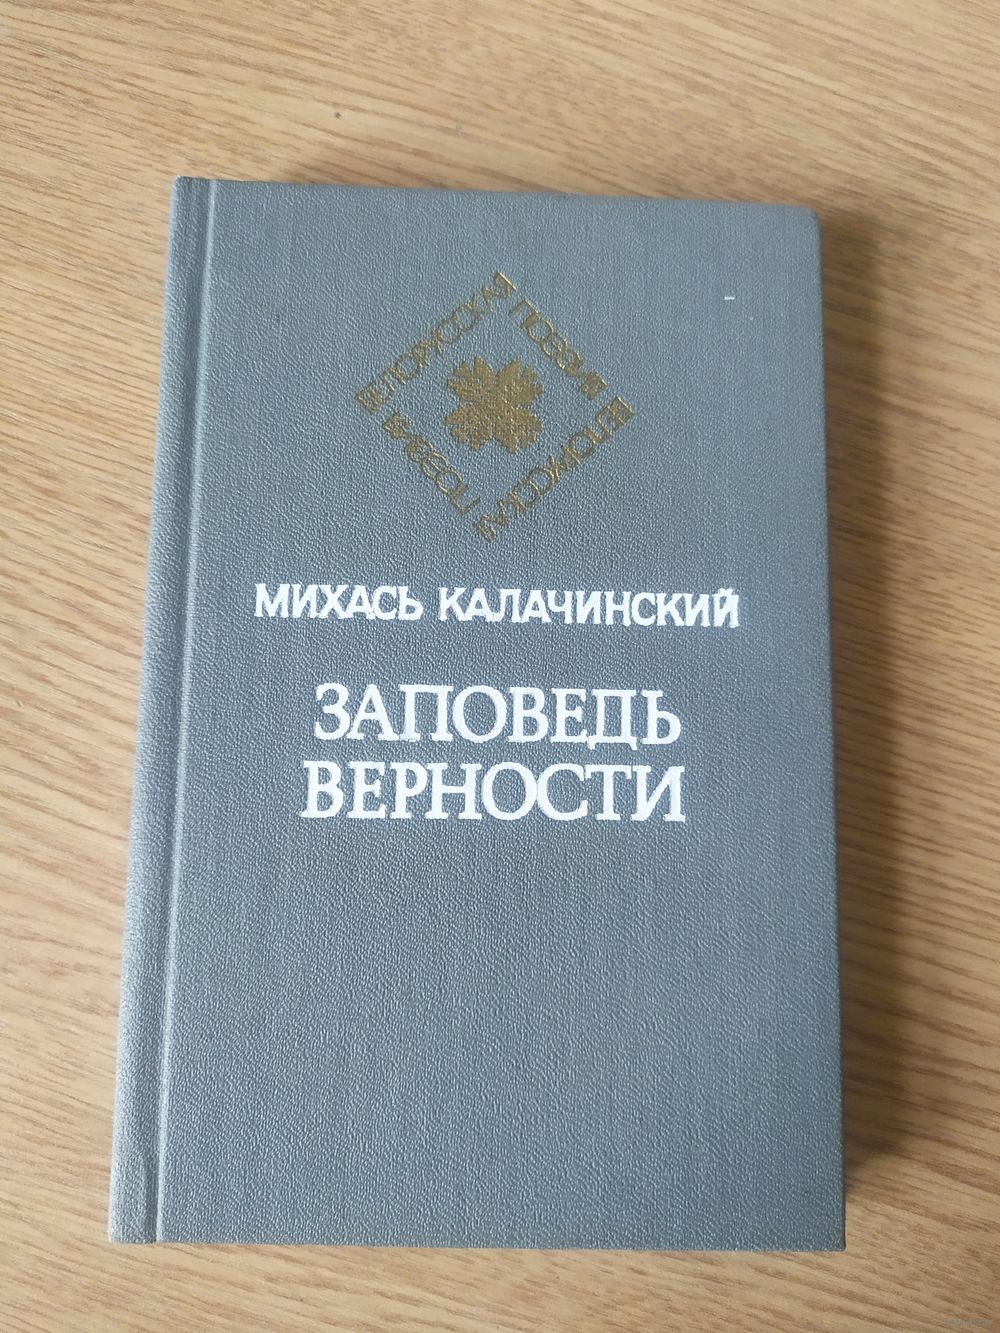 БЕЛОРУССКАЯ
ПОЭЗИЯ
БЕЛОРУССКАЯ
ПОЭЗИЯ
МИХАСЬ КАЛАЧИНСКИЙ
ЗАПОВЕДЬ
ВЕРНОСТИ